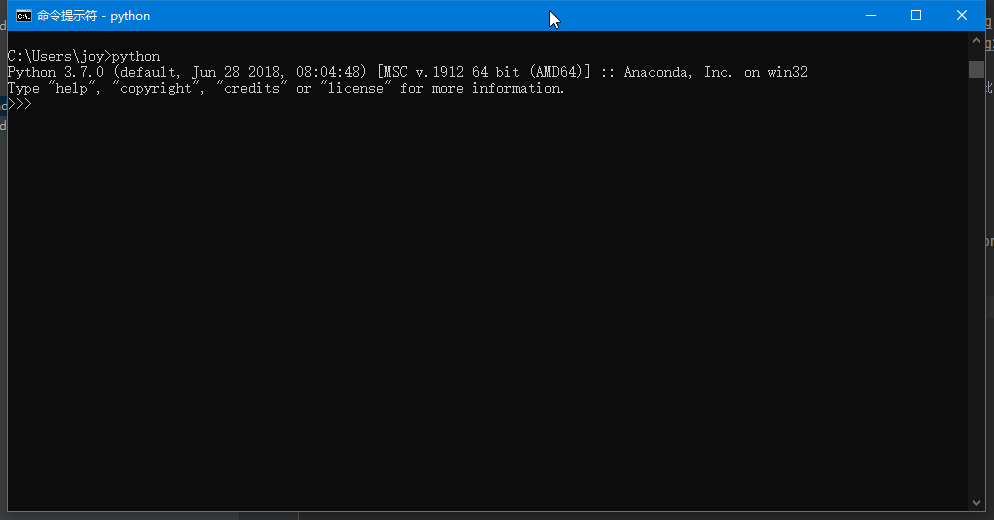 命令提示符 - python
C:\Users\joy>python
Python 3.7.0 (default, Jun 28 2018, 08:04:48) [MSC v.1912 64 bit (AMD64)] :: Anaconda, Inc. on win32
Type "help", "copyright", "credits" or "license" for more information.
>>>